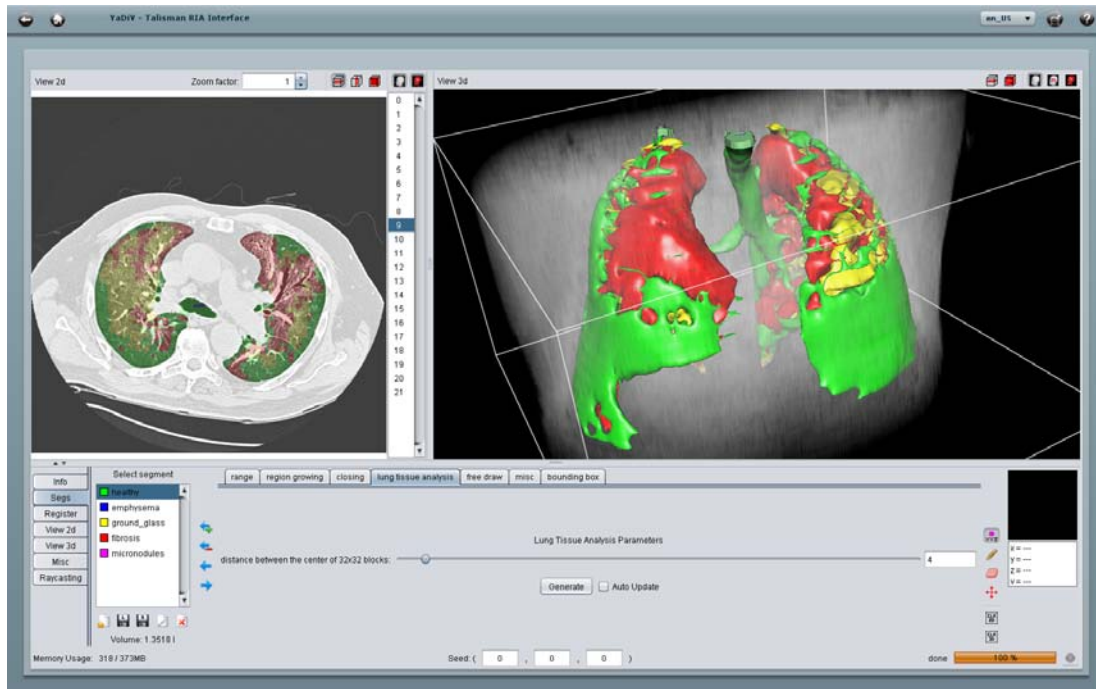 YaDiV - Talisman RIA Interface
en_US
View 2d
Zoom factor:
1
View 3d
0
1
2
3
4
5
6
7
8
9
10
11
12
13
14
15
16
17
18
19
20
21
Info
Segs
Register
View 2d
View 3d
Misc
Raycasting
Select segment
healthy
emphysema
ground_glass
fibrosis
micronodules
Volume: 1.3518 l
range
region growing
closing
lung tissue analysis
free draw
misc
bounding box
Lung Tissue Analysis Parameters
distance between the center of 32x32 blocks:
4
Generate
Auto Update
x = ---
y = ---
z = ---
v = ---
Memory Usage: 318 / 373MB
Seed: ( 0 , 0 , 0 )
done
100 %